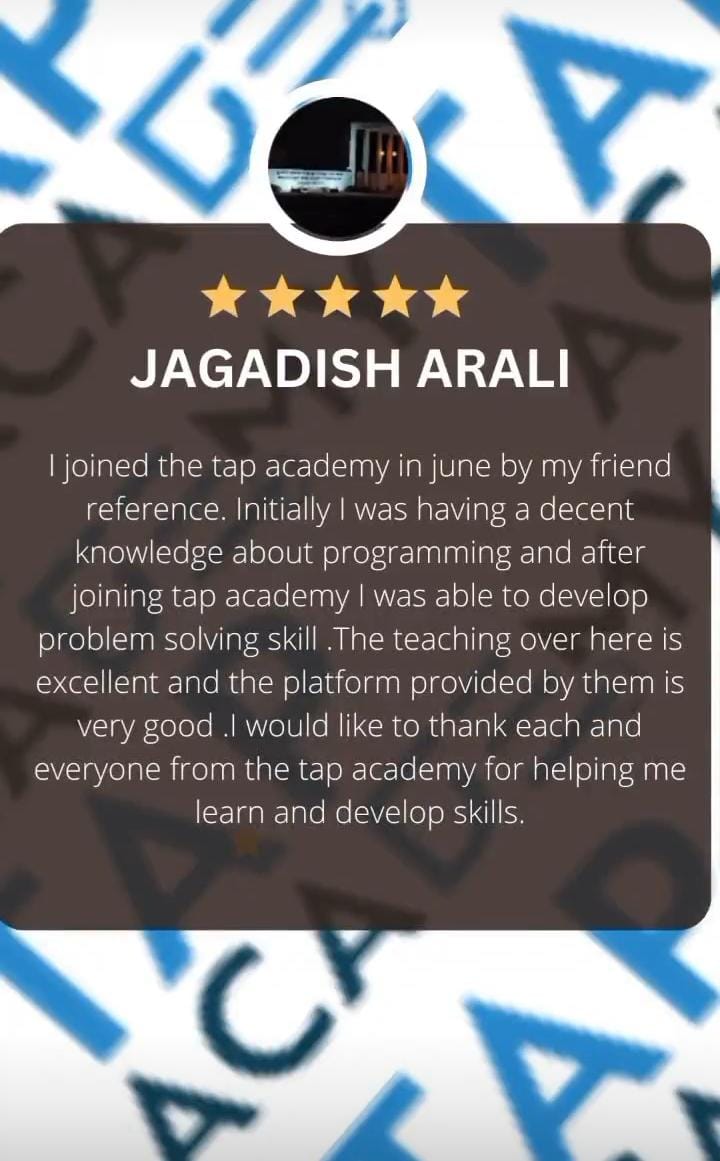 JAGADISH ARALI
I joined the tap academy in june by my friend
reference. Initially I was having a decent
knowledge about programming and after
joining tap academy I was able to develop
problem solving skill .The teaching over here is
excellent and the platform provided by them is
very good .I would like to thank each and
everyone from the tap academy for helping me
learn and develop skills.
TAP
ACADEMY